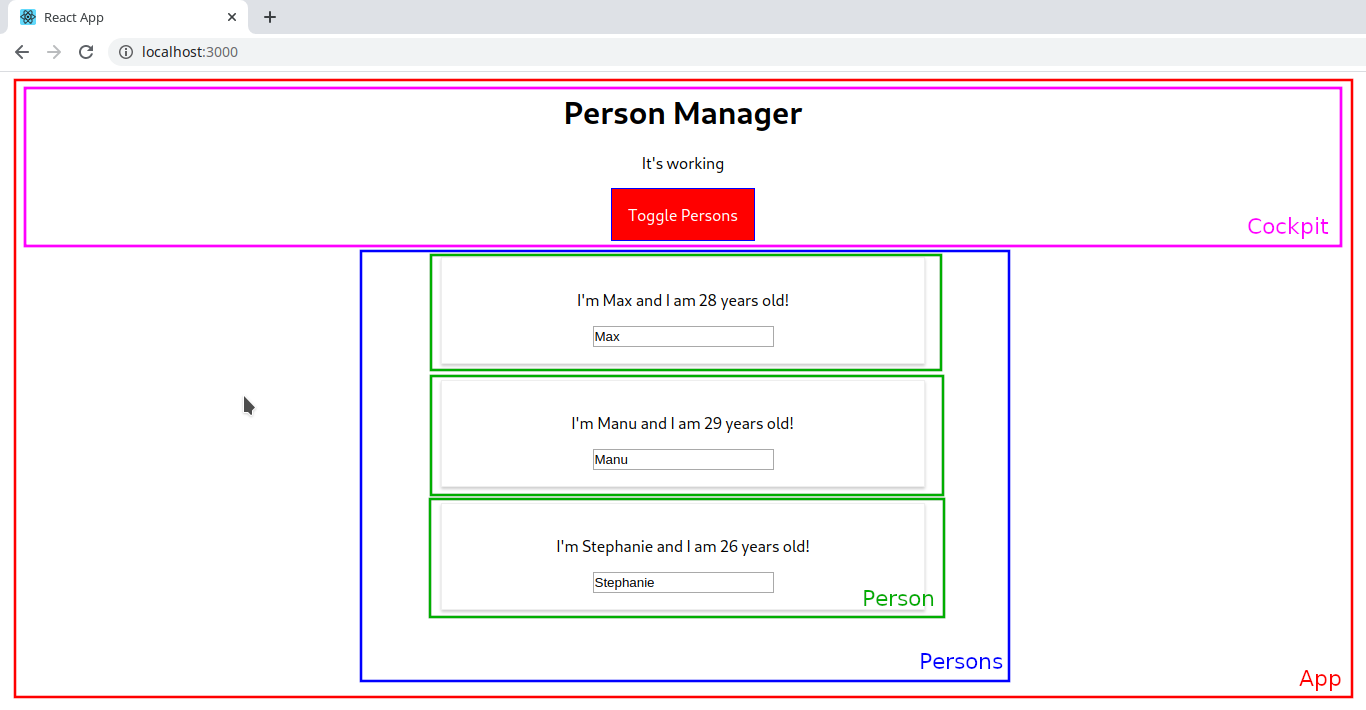 React App
localhost:3000
Person Manager
It's working
Toggle Persons
Cockpit
I'm Max and I am 28 years old!
Max
I'm Manu and I am 29 years old!
Manu
I'm Stephanie and I am 26 years old!
Stephanie
Person
Persons
App